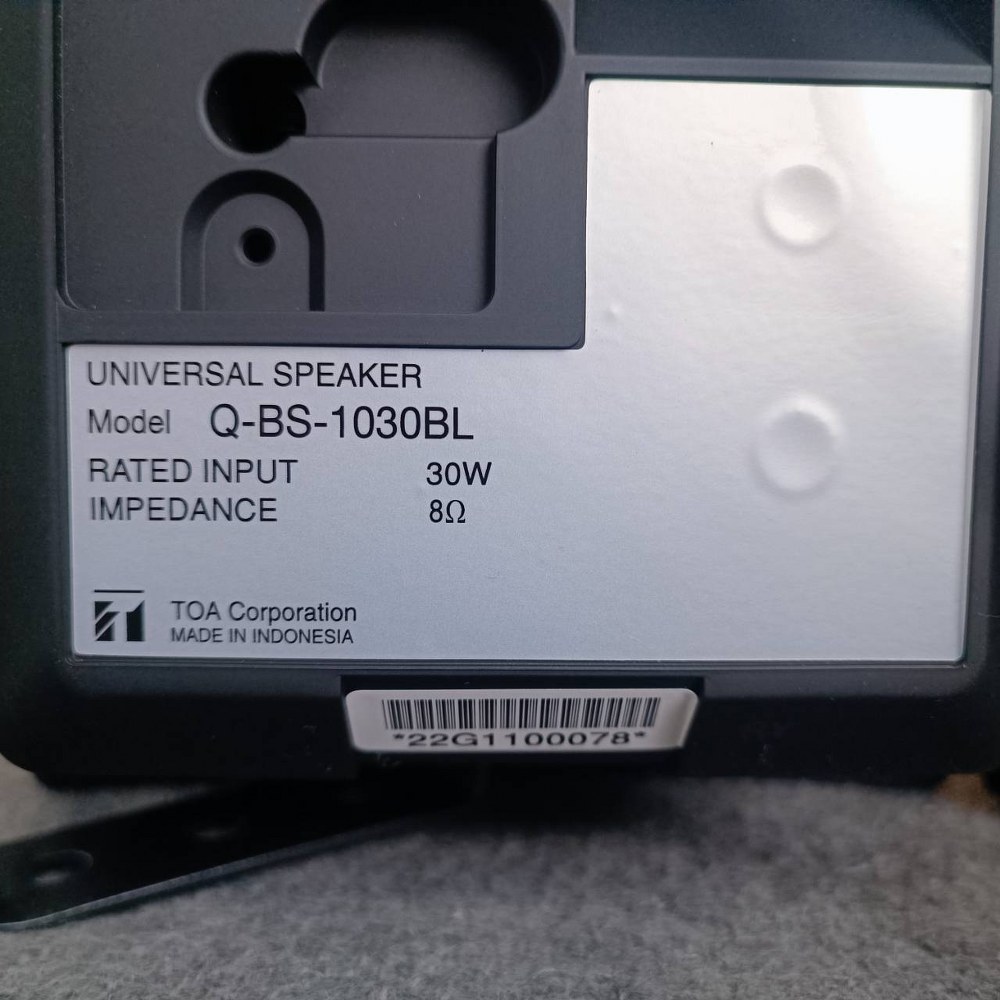 UNIVERSAL SPEAKER
Model Q-BS-1030BL
RATED INPUT 30W
IMPEDANCE 8Ω
TOA Corporation
MADE IN INDONESIA
*22G1100078*